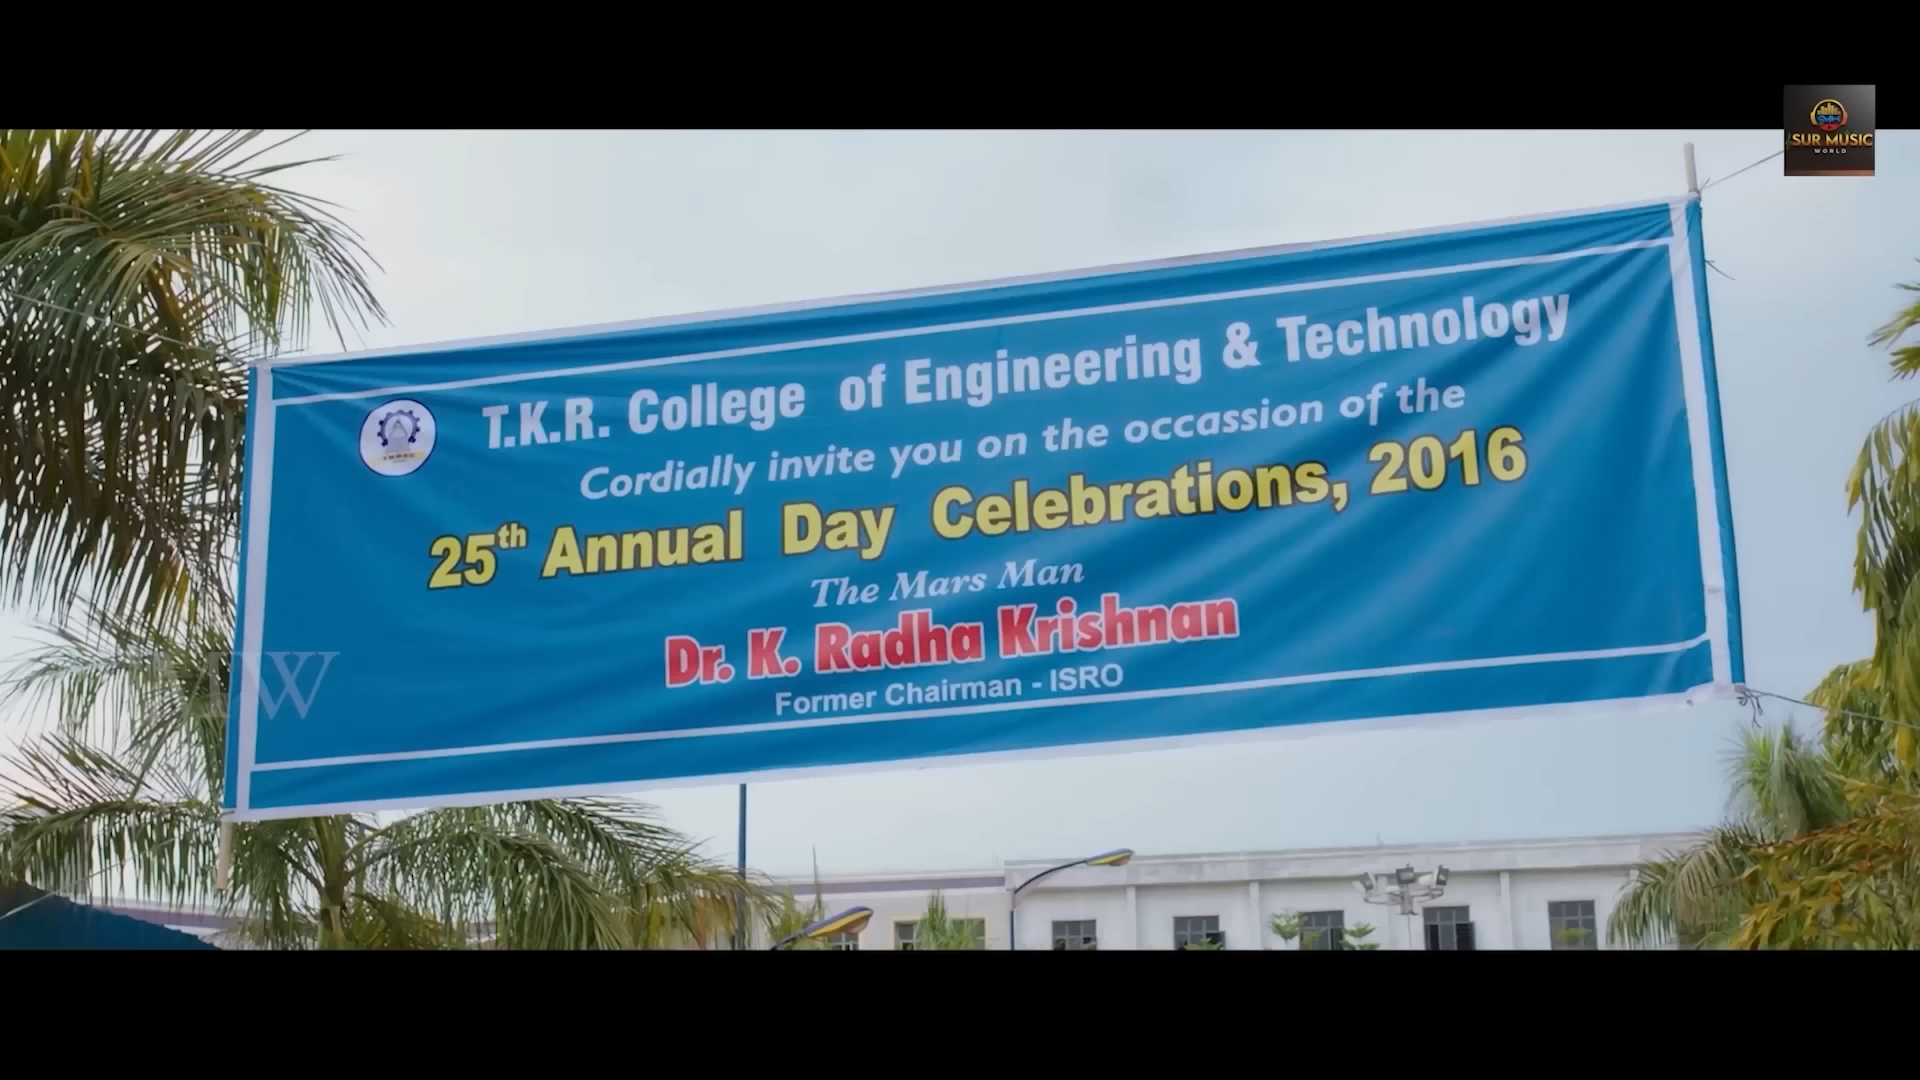 SUR MUSIC
WORLD
T.K.R. College of Engineering & Technology
Cordially invite you on the occassion of the
25th Annual Day Celebrations, 2016
The Mars Man
Dr. K. Radha Krishnan
Former Chairman - ISRO